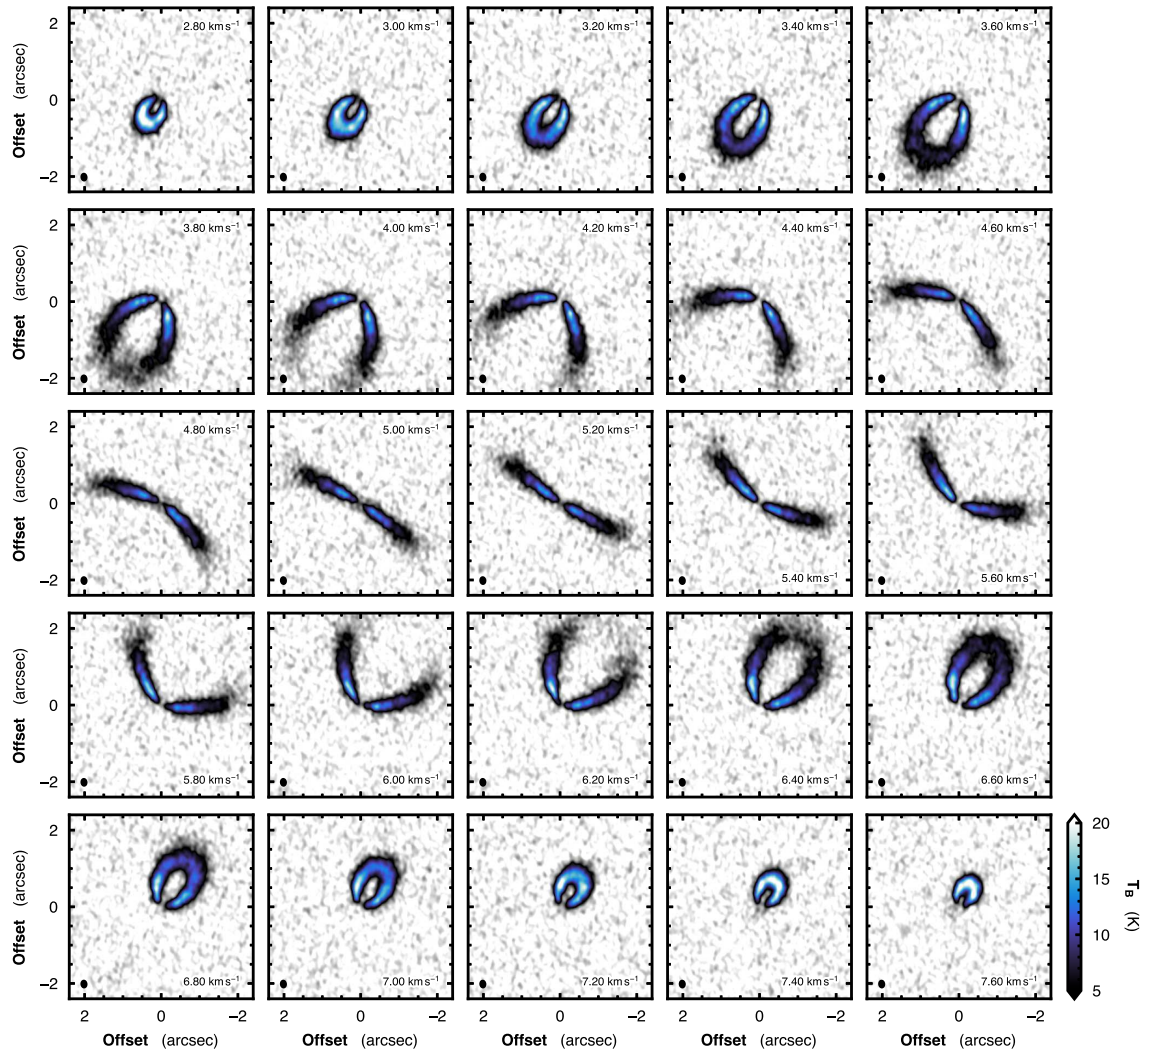 2.80 km s⁻¹ 3.00 km s⁻¹ 3.20 km s⁻¹ 3.40 km s⁻¹ 3.60 km s⁻¹
2
0
−2
Offset (arcsec)
3.80 km s⁻¹ 4.00 km s⁻¹ 4.20 km s⁻¹ 4.40 km s⁻¹ 4.60 km s⁻¹
2
0
−2
Offset (arcsec)
4.80 km s⁻¹ 5.00 km s⁻¹ 5.20 km s⁻¹
2
0
−2
Offset (arcsec)
5.40 km s⁻¹ 5.60 km s⁻¹
2
0
−2
Offset (arcsec)
5.80 km s⁻¹ 6.00 km s⁻¹ 6.20 km s⁻¹ 6.40 km s⁻¹ 6.60 km s⁻¹
2
0
−2
Offset (arcsec)
6.80 km s⁻¹ 7.00 km s⁻¹ 7.20 km s⁻¹ 7.40 km s⁻¹ 7.60 km s⁻¹
2 0 −2 2 0 −2 2 0 −2 2 0 −2 2 0 −2
Offset (arcsec) Offset (arcsec) Offset (arcsec) Offset (arcsec) Offset (arcsec)
20
15
10
5
T_B (K)